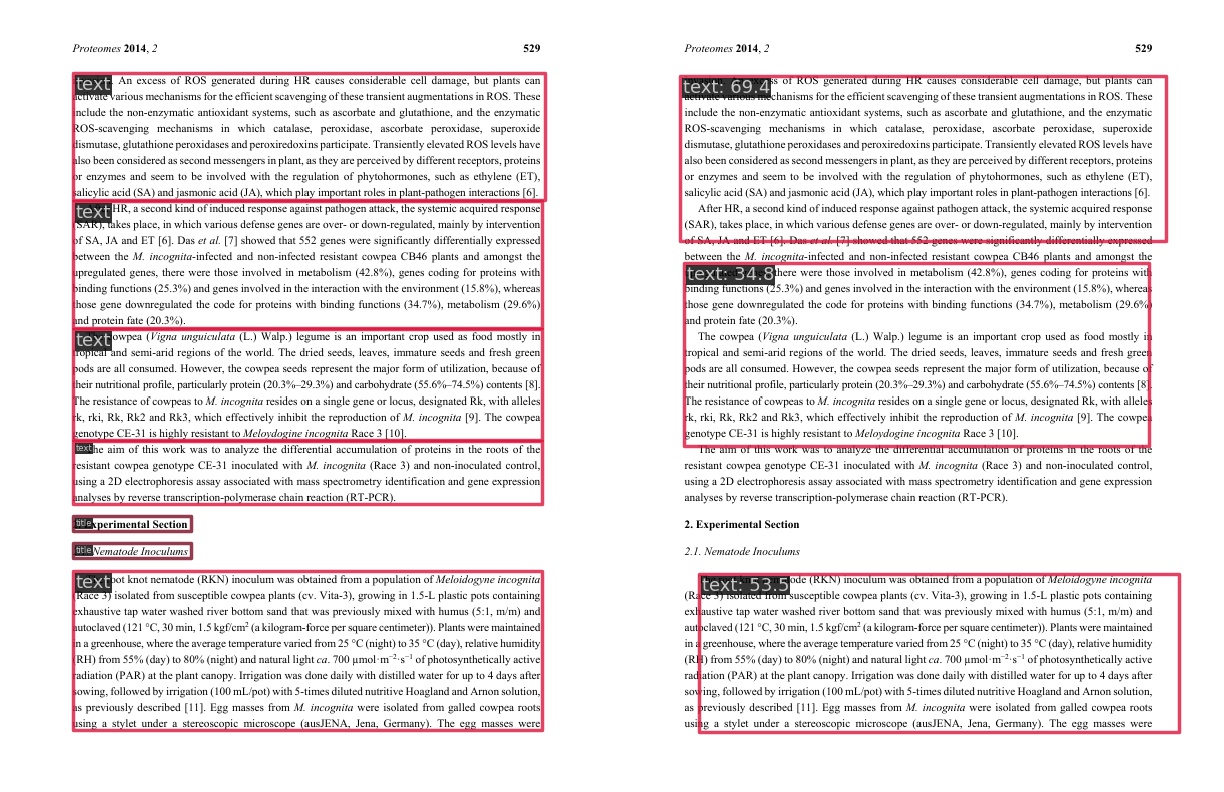 Proteomes 2014, 2 529
text An excess of ROS generated during HR causes considerable cell damage, but plants can
activate various mechanisms for the efficient scavenging of these transient augmentations in ROS. These
include the non-enzymatic antioxidant systems, such as ascorbate and glutathione, and the enzymatic
ROS-scavenging mechanisms in which catalase, peroxidase, ascorbate peroxidase, superoxide
dismutase, glutathione peroxidases and peroxiredoxins participate. Transiently elevated ROS levels have
also been considered as second messengers in plant, as they are perceived by different receptors, proteins
or enzymes and seem to be involved with the regulation of phytohormones, such as ethylene (ET),
salicylic acid (SA) and jasmonic acid (JA), which play important roles in plant-pathogen interactions [6].
text HR, a second kind of induced response against pathogen attack, the systemic acquired response
(SAR), takes place, in which various defense genes are over- or down-regulated, mainly by intervention
of SA, JA and ET [6]. Das et al. [7] showed that 552 genes were significantly differentially expressed
between the M. incognita-infected and non-infected resistant cowpea CB46 plants and amongst the
upregulated genes, there were those involved in metabolism (42.8%), genes coding for proteins with
binding functions (25.3%) and genes involved in the interaction with the environment (15.8%), whereas
those gene downregulated the code for proteins with binding functions (34.7%), metabolism (29.6%)
and protein fate (20.3%).
text cowpea (Vigna unguiculata (L.) Walp.) legume is an important crop used as food mostly in
tropical and semi-arid regions of the world. The dried seeds, leaves, immature seeds and fresh green
pods are all consumed. However, the cowpea seeds represent the major form of utilization, because of
their nutritional profile, particularly protein (20.3%–29.3%) and carbohydrate (55.6%–74.5%) contents [8].
The resistance of cowpeas to M. incognita resides on a single gene or locus, designated Rk, with alleles
rk, rki, Rk, Rk2 and Rk3, which effectively inhibit the reproduction of M. incognita [9]. The cowpea
genotype CE-31 is highly resistant to Meloydogine incognita Race 3 [10].
text The aim of this work was to analyze the differential accumulation of proteins in the roots of the
resistant cowpea genotype CE-31 inoculated with M. incognita (Race 3) and non-inoculated control,
using a 2D electrophoresis assay associated with mass spectrometry identification and gene expression
analyses by reverse transcription-polymerase chain reaction (RT-PCR).
title Experimental Section
title Nematode Inoculums
text root knot nematode (RKN) inoculum was obtained from a population of Meloidogyne incognita
(Race 3) isolated from susceptible cowpea plants (cv. Vita-3), growing in 1.5-L plastic pots containing
exhaustive tap water washed river bottom sand that was previously mixed with humus (5:1, m/m) and
autoclaved (121 °C, 30 min, 1.5 kgf/cm² (a kilogram-force per square centimeter)). Plants were maintained
in a greenhouse, where the average temperature varied from 25 °C (night) to 35 °C (day), relative humidity
(RH) from 55% (day) to 80% (night) and natural light ca. 700 μmol·m⁻²·s⁻¹ of photosynthetically active
radiation (PAR) at the plant canopy. Irrigation was done daily with distilled water for up to 4 days after
sowing, followed by irrigation (100 mL/pot) with 5-times diluted nutritive Hoagland and Arnon solution,
as previously described [11]. Egg masses from M. incognita were isolated from galled cowpea roots
using a stylet under a stereoscopic microscope (ausJENA, Jena, Germany). The egg masses were
Proteomes 2014, 2 529
text: 69.4 of ROS generated during HR causes considerable cell damage, but plants can
activate various mechanisms for the efficient scavenging of these transient augmentations in ROS. These
include the non-enzymatic antioxidant systems, such as ascorbate and glutathione, and the enzymatic
ROS-scavenging mechanisms in which catalase, peroxidase, ascorbate peroxidase, superoxide
dismutase, glutathione peroxidases and peroxiredoxins participate. Transiently elevated ROS levels have
also been considered as second messengers in plant, as they are perceived by different receptors, proteins
or enzymes and seem to be involved with the regulation of phytohormones, such as ethylene (ET),
salicylic acid (SA) and jasmonic acid (JA), which play important roles in plant-pathogen interactions [6].
After HR, a second kind of induced response against pathogen attack, the systemic acquired response
(SAR), takes place, in which various defense genes are over- or down-regulated, mainly by intervention
of SA, JA and ET [6]. Das et al. [7] showed that 552 genes were significantly differentially expressed
between the M. incognita-infected and non-infected resistant cowpea CB46 plants and amongst the
text: 34.8 there were those involved in metabolism (42.8%), genes coding for proteins with
binding functions (25.3%) and genes involved in the interaction with the environment (15.8%), whereas
those gene downregulated the code for proteins with binding functions (34.7%), metabolism (29.6%)
and protein fate (20.3%).
The cowpea (Vigna unguiculata (L.) Walp.) legume is an important crop used as food mostly in
tropical and semi-arid regions of the world. The dried seeds, leaves, immature seeds and fresh green
pods are all consumed. However, the cowpea seeds represent the major form of utilization, because of
their nutritional profile, particularly protein (20.3%–29.3%) and carbohydrate (55.6%–74.5%) contents [8].
The resistance of cowpeas to M. incognita resides on a single gene or locus, designated Rk, with alleles
rk, rki, Rk, Rk2 and Rk3, which effectively inhibit the reproduction of M. incognita [9]. The cowpea
genotype CE-31 is highly resistant to Meloydogine incognita Race 3 [10].
The aim of this work was to analyze the differential accumulation of proteins in the roots of the
resistant cowpea genotype CE-31 inoculated with M. incognita (Race 3) and non-inoculated control,
using a 2D electrophoresis assay associated with mass spectrometry identification and gene expression
analyses by reverse transcription-polymerase chain reaction (RT-PCR).
2. Experimental Section
2.1. Nematode Inoculums
text: 53.5 (RKN) inoculum was obtained from a population of Meloidogyne incognita
(Race 3) isolated from susceptible cowpea plants (cv. Vita-3), growing in 1.5-L plastic pots containing
exhaustive tap water washed river bottom sand that was previously mixed with humus (5:1, m/m) and
autoclaved (121 °C, 30 min, 1.5 kgf/cm² (a kilogram-force per square centimeter)). Plants were maintained
in a greenhouse, where the average temperature varied from 25 °C (night) to 35 °C (day), relative humidity
(RH) from 55% (day) to 80% (night) and natural light ca. 700 μmol·m⁻²·s⁻¹ of photosynthetically active
radiation (PAR) at the plant canopy. Irrigation was done daily with distilled water for up to 4 days after
sowing, followed by irrigation (100 mL/pot) with 5-times diluted nutritive Hoagland and Arnon solution,
as previously described [11]. Egg masses from M. incognita were isolated from galled cowpea roots
using a stylet under a stereoscopic microscope (ausJENA, Jena, Germany). The egg masses were